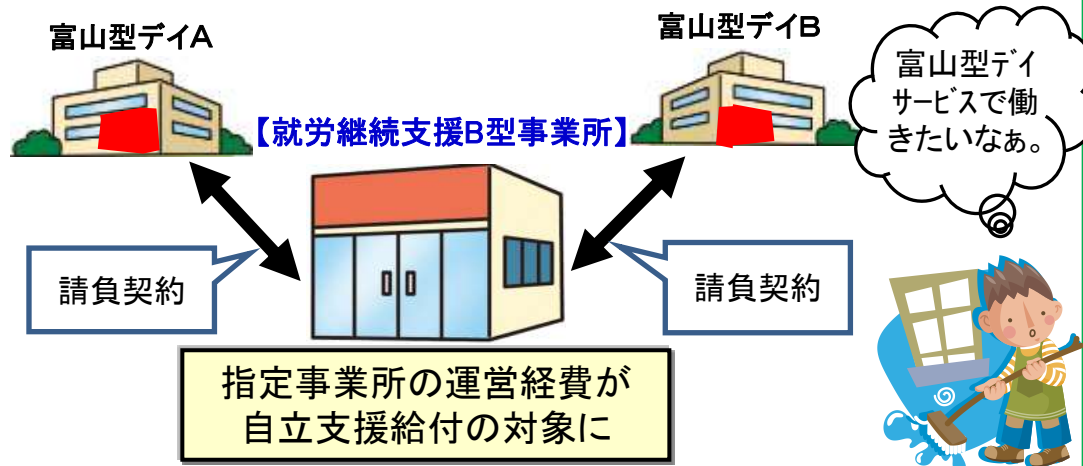 富山型デイA
富山型デイB
富山型デイ
サービスで働
きたいなぁ。
【就労継続支援B型事業所】
請負契約
請負契約
指定事業所の運営経費が
自立支援給付の対象に